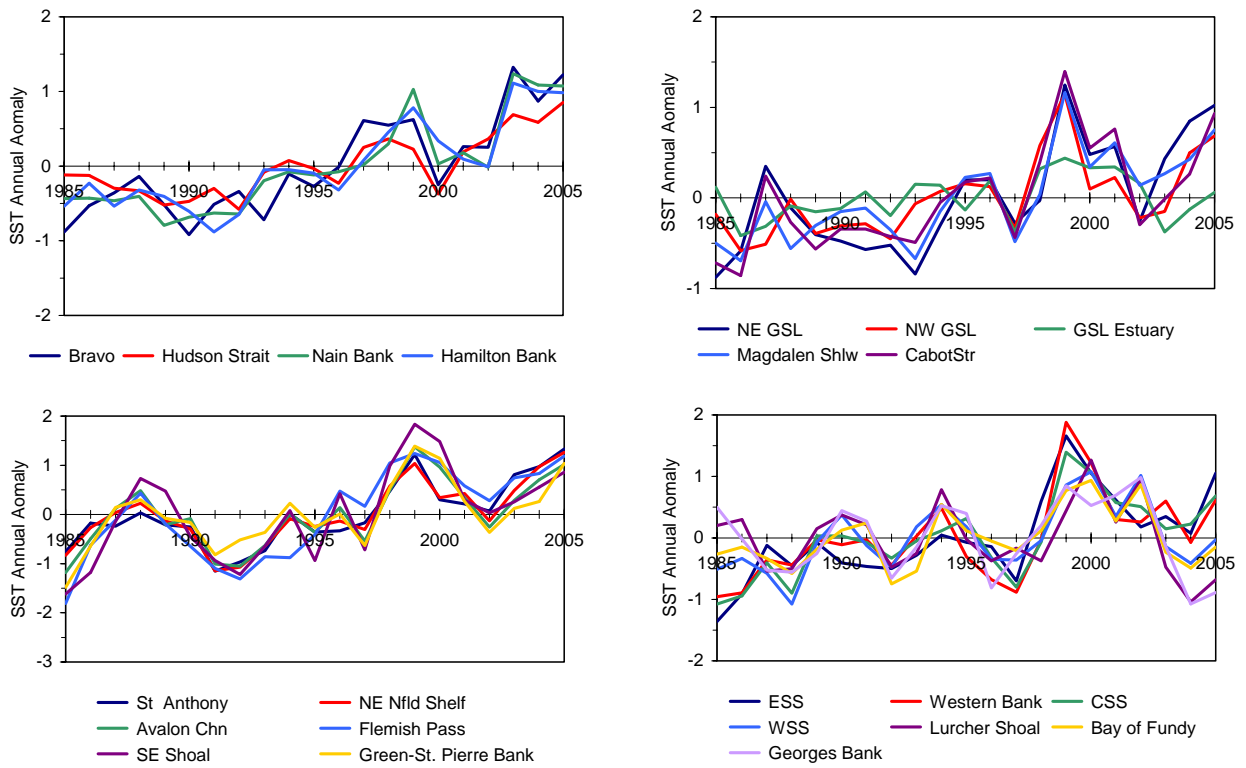 2
1
0
-1
-2
SST Annual Aomaly
1985
1990
1995
2000
2005
Bravo
Hudson Strait
Nain Bank
Hamilton Bank
2
1
0
-1
SST Annual Aomaly
1985
1990
1995
2000
2005
NE GSL
NW GSL
GSL Estuary
Magdalen Shlw
CabotStr
2
1
0
-1
-2
-3
SST Annual Aomaly
1985
1990
1995
2000
2005
St Anthony
NE Nfld Shelf
Avalon Chn
Flemish Pass
SE Shoal
Green-St. Pierre Bank
2
1
0
-1
-2
SST Annual Aomaly
1985
1990
1995
2000
2005
ESS
Western Bank
CSS
WSS
Lurcher Shoal
Bay of Fundy
Georges Bank